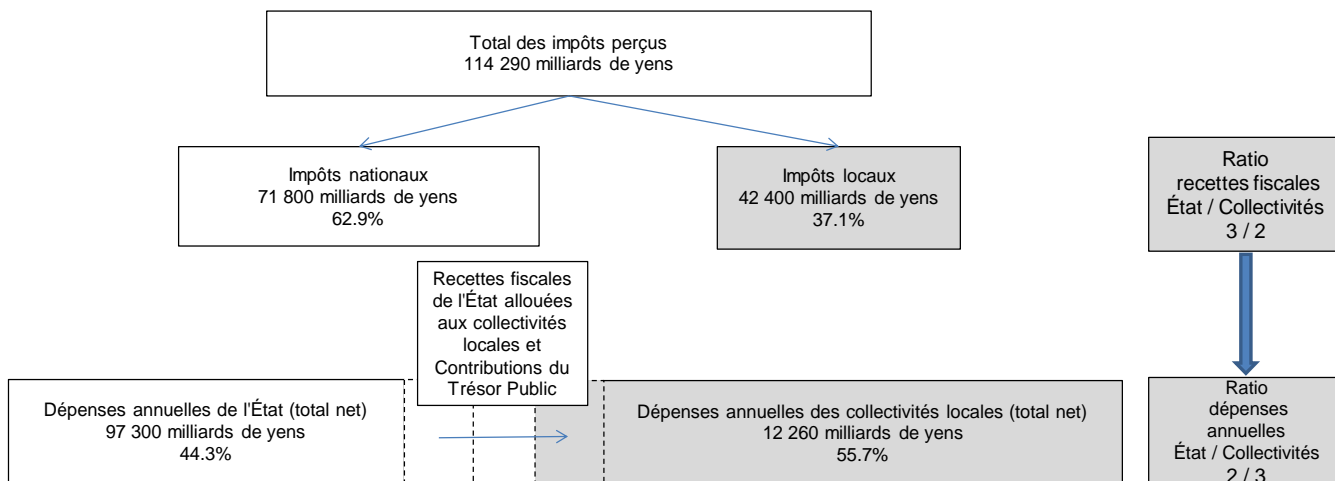 Total des impôts perçus
114 290 milliards de yens
Impôts nationaux
71 800 milliards de yens
62.9%
Impôts locaux
42 400 milliards de yens
37.1%
Ratio
recettes fiscales
État / Collectivités
3 / 2
Recettes fiscales
de l'État allouées
aux collectivités
locales et
Contributions du
Trésor Public
Dépenses annuelles de l'État (total net)
97 300 milliards de yens
44.3%
Dépenses annuelles des collectivités locales (total net)
12 260 milliards de yens
55.7%
Ratio
dépenses
annuelles
État / Collectivités
2 / 3